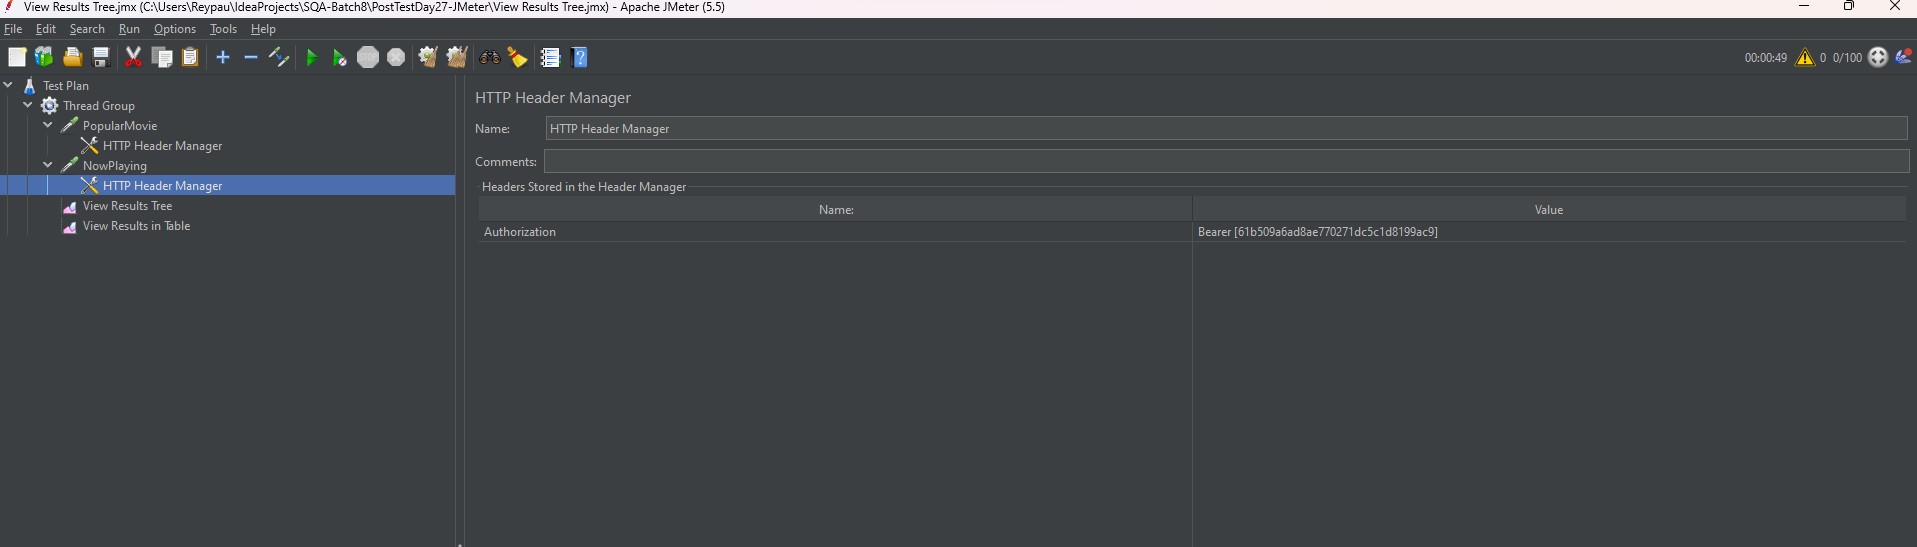 View Results Tree.jmx (C:\Users\Reypau\IdeaProjects\SQA-Batch8\PostTestDay27-JMeter\View Results Tree.jmx) - Apache JMeter (5.5)
File Edit Search Run Options Tools Help
00:00:49 0 0/100
Test Plan
Thread Group
PopularMovie
HTTP Header Manager
NowPlaying
HTTP Header Manager
View Results Tree
View Results in Table
HTTP Header Manager
Name: HTTP Header Manager
Comments:
Headers Stored in the Header Manager
Name: Value
Authorization Bearer [61b509a6ad8ae770271dc5c1d8199ac9]